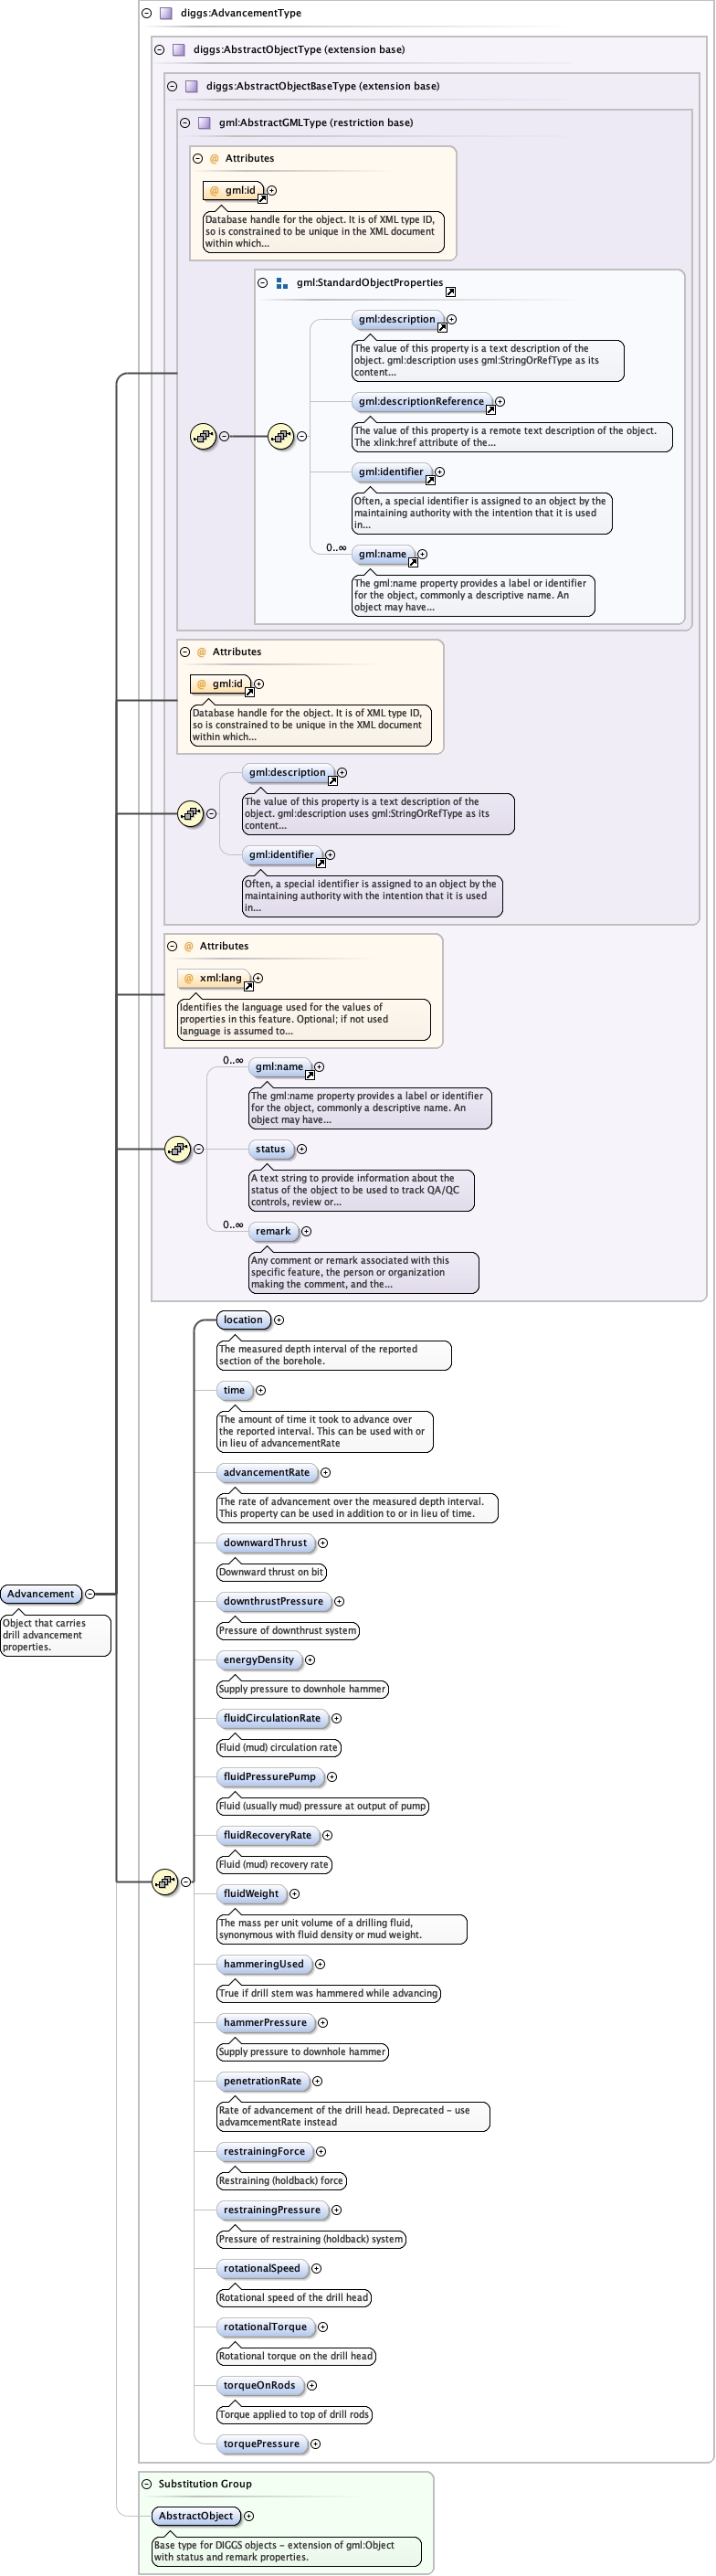 diggs:AdvancementType
diggs:AbstractObjectType (extension base)
diggs:AbstractObjectBaseType (extension base)
gml:AbstractGMLType (restriction base)
@ Attributes
@ gml:id
Database handle for the object. It is of XML type ID,
so is constrained to be unique in the XML document
within which...
gml:StandardObjectProperties
gml:description
The value of this property is a text description of the
object. gml:description uses gml:StringOrRefType as its
content...
gml:descriptionReference
The value of this property is a remote text description of the object.
The xlink:href attribute of the...
gml:identifier
Often, a special identifier is assigned to an object by the
maintaining authority with the intention that it is used
in...
0..∞
gml:name
The gml:name property provides a label or identifier
for the object, commonly a descriptive name. An
object may have...
@ Attributes
@ gml:id
Database handle for the object. It is of XML type ID,
so is constrained to be unique in the XML document
within which...
gml:description
The value of this property is a text description of the
object. gml:description uses gml:StringOrRefType as its
content...
gml:identifier
Often, a special identifier is assigned to an object by the
maintaining authority with the intention that it is used
in...
@ Attributes
@ xml:lang
Identifies the language used for the values of
properties in this feature. Optional; if not used
language is assumed to...
0..∞
gml:name
The gml:name property provides a label or identifier
for the object, commonly a descriptive name. An
object may have...
status
A text string to provide information about the
status of the object to be used to track QA/QC
controls, review or...
0..∞
remark
Any comment or remark associated with this
specific feature, the person or organization
making the comment, and the...
location
The measured depth interval of the reported
section of the borehole.
time
The amount of time it took to advance over
the reported interval. This can be used with or
in lieu of advancementRate
advancementRate
The rate of advancement over the measured depth interval.
This property can be used in addition to or in lieu of time.
downwardThrust
Downward thrust on bit
Advancement
Object that carries
drill advancement
properties.
downthrustPressure
Pressure of downthrust system
energyDensity
Supply pressure to downhole hammer
fluidCirculationRate
Fluid (mud) circulation rate
fluidPressurePump
Fluid (usually mud) pressure at output of pump
fluidRecoveryRate
Fluid (mud) recovery rate
fluidWeight
The mass per unit volume of a drilling fluid,
synonymous with fluid density or mud weight.
hammeringUsed
True if drill stem was hammered while advancing
hammerPressure
Supply pressure to downhole hammer
penetrationRate
Rate of advancement of the drill head. Deprecated - use
advamcementRate instead
restrainingForce
Restraining (holdback) force
restrainingPressure
Pressure of restraining (holdback) system
rotationalSpeed
Rotational speed of the drill head
rotationalTorque
Rotational torque on the drill head
torqueOnRods
Torque applied to top of drill rods
torquePressure
Substitution Group
AbstractObject
Base type for DIGGS objects - extension of gml:Object
with status and remark properties.